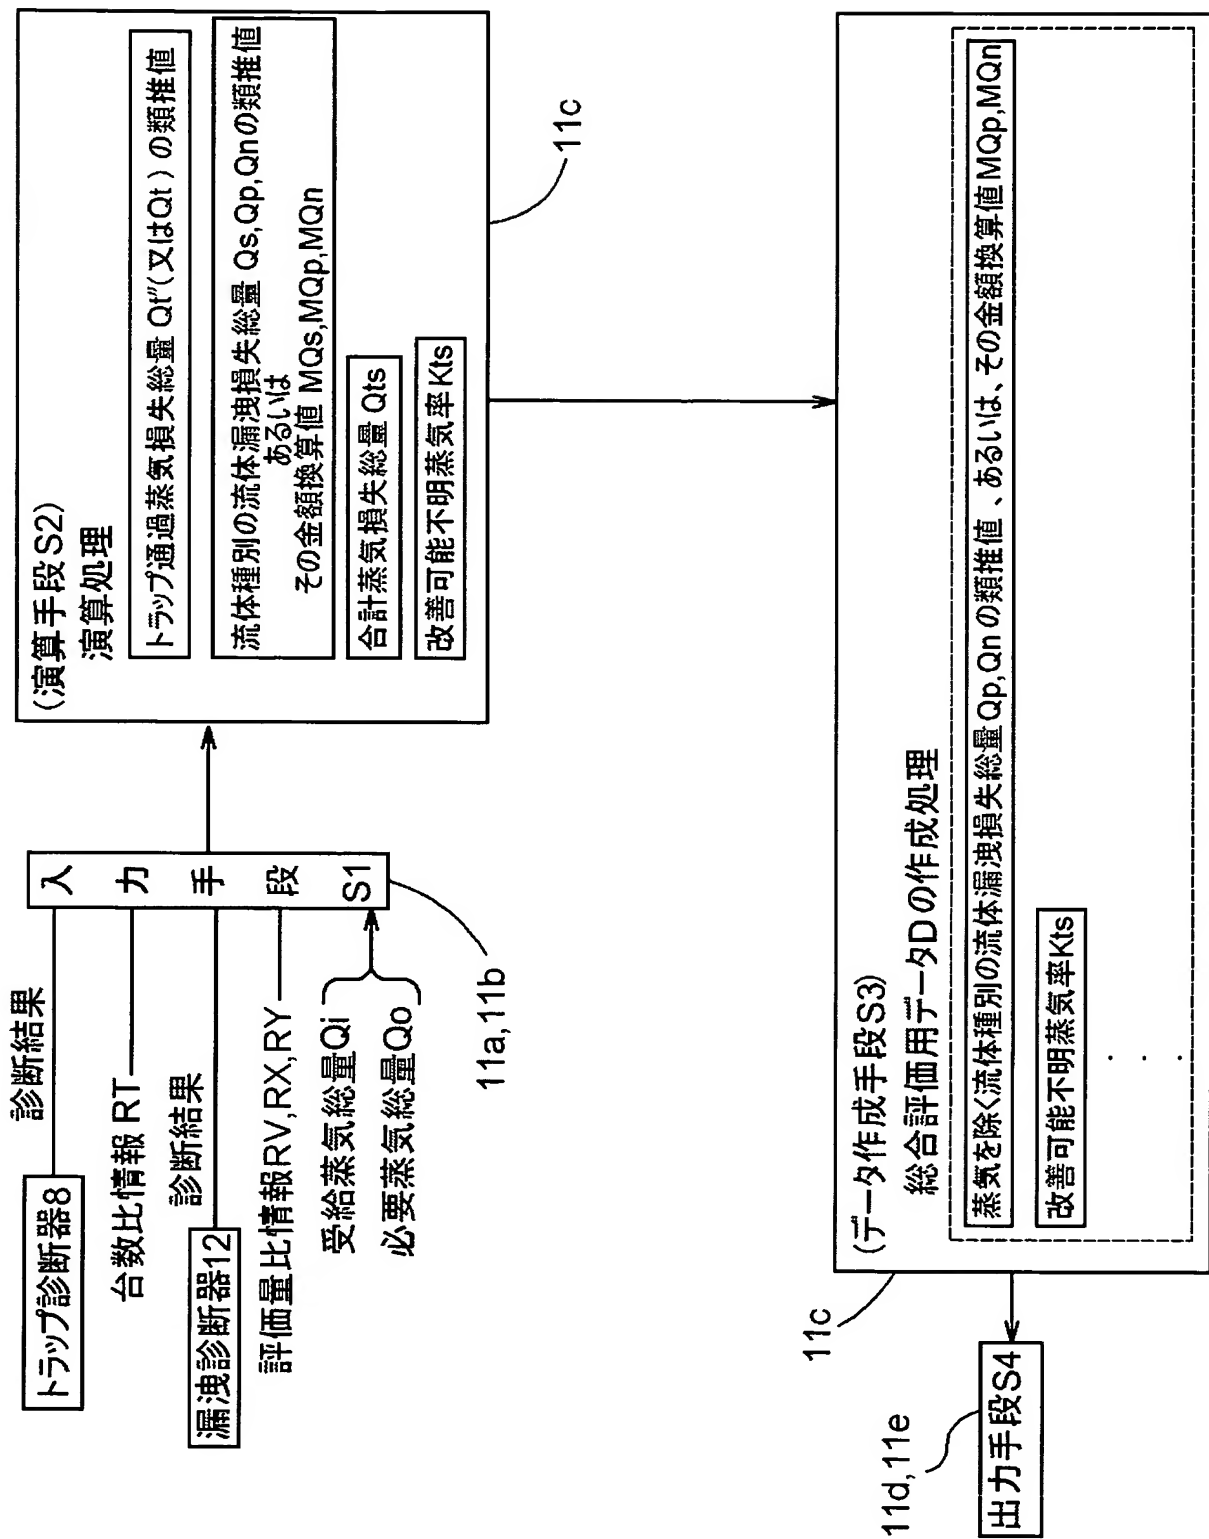 トラップ診断器8
診断結果
台数比情報 RT
漏洩診断器12
診断結果
評価量比情報RV,RX,RY
受給蒸気総量Qi
必要蒸気総量Qo
入力手段S1
11a,11b
(演算手段S2)
演算処理
トラップ通過蒸気損失総量 Qt"(又はQt ) の類推値
流体種別の流体漏洩損失総量 Qs,Qp,Qnの類推値
あるいは
その金額換算値 MQs,MQp,MQn
合計蒸気損失総量 Qts
改善可能不明蒸気率Kts
11c
(データ作成手段S3)
総合評価用データDの作成処理
蒸気を除く流体種別の流体漏洩損失総量Qp,Qn の類推値 、あるいは、その金額換算値 MQp,MQn
改善可能不明蒸気率Kts
. . .
11c
出力手段S4
11d,11e